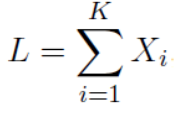 L = \sum_{i=1}^{K} X_i